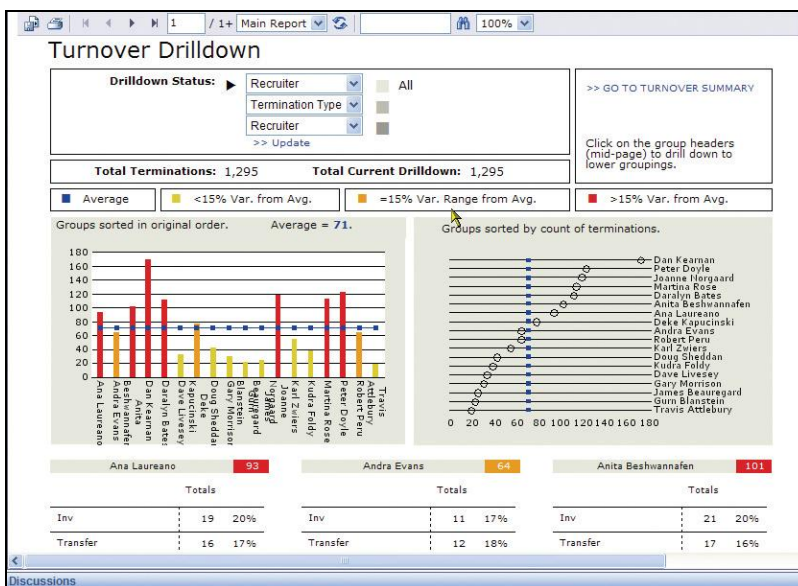 1 / 1+ Main Report 100%
Turnover Drilldown
Drilldown Status: Recruiter All
Termination Type
Recruiter
>> Update
>> GO TO TURNOVER SUMMARY
Click on the group headers
(mid-page) to drill down to
lower groupings.
Total Terminations: 1,295 Total Current Drilldown: 1,295
Average <15% Var. from Avg. =15% Var. Range from Avg. >15% Var. from Avg.
Groups sorted in original order. Average = 71.
180
160
140
120
100
80
60
40
20
0
Ana Laureano
Andra Evans
Beshwannafen
Anita
Dan Kearnan
Daralyn Bates
Dave Livesey
Kapucinski
Deke
Doug Sheddan
Gary Morrison
Blanstein
Gurn
Beauregard
James
Norgaard
Joanne
Karl Zwiers
Kudra Foldy
Martina Rose
Peter Doyle
Robert Peru
Attlebury
Travis
Groups sorted by count of terminations.
Dan Kearnan
Peter Doyle
Joanne Norgaard
Martina Rose
Daralyn Bates
Anita Beshwannafen
Ana Laureano
Deke Kapucinski
Andra Evans
Robert Peru
Karl Zwiers
Doug Sheddan
Kudra Foldy
Dave Livesey
Gary Morrison
James Beauregard
Gurn Blanstein
Travis Attlebury
0 20 40 60 80 100 120 140 160 180
Ana Laureano 93 Andra Evans 64 Anita Beshwannafen 101
Totals Totals Totals
Inv 19 20% Inv 11 17% Inv 21 20%
Transfer 16 17% Transfer 12 18% Transfer 17 16%
Discussions